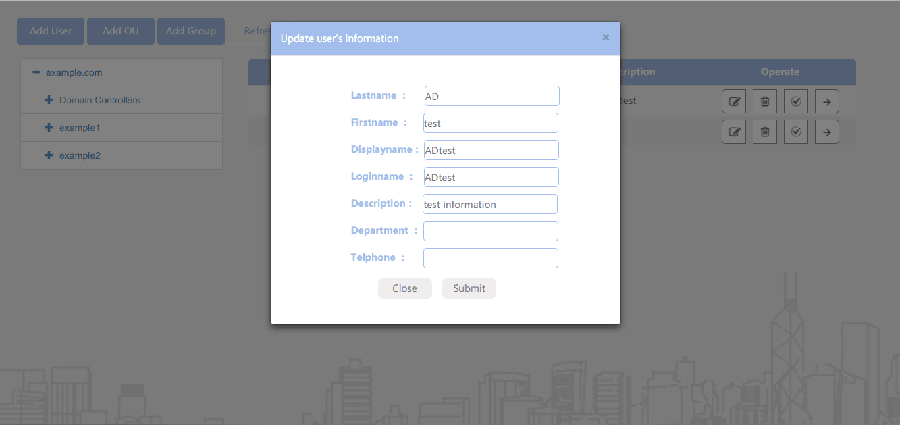 Add User Add OU Add Group Refre
Update user's information ×
example.com
Domain Controllers
example1
example2
cription Operate
test
Lastname : AD
Firstname : test
Displayname : ADtest
Loginname : ADtest
Description : test information
Department :
Telphone :
Close Submit